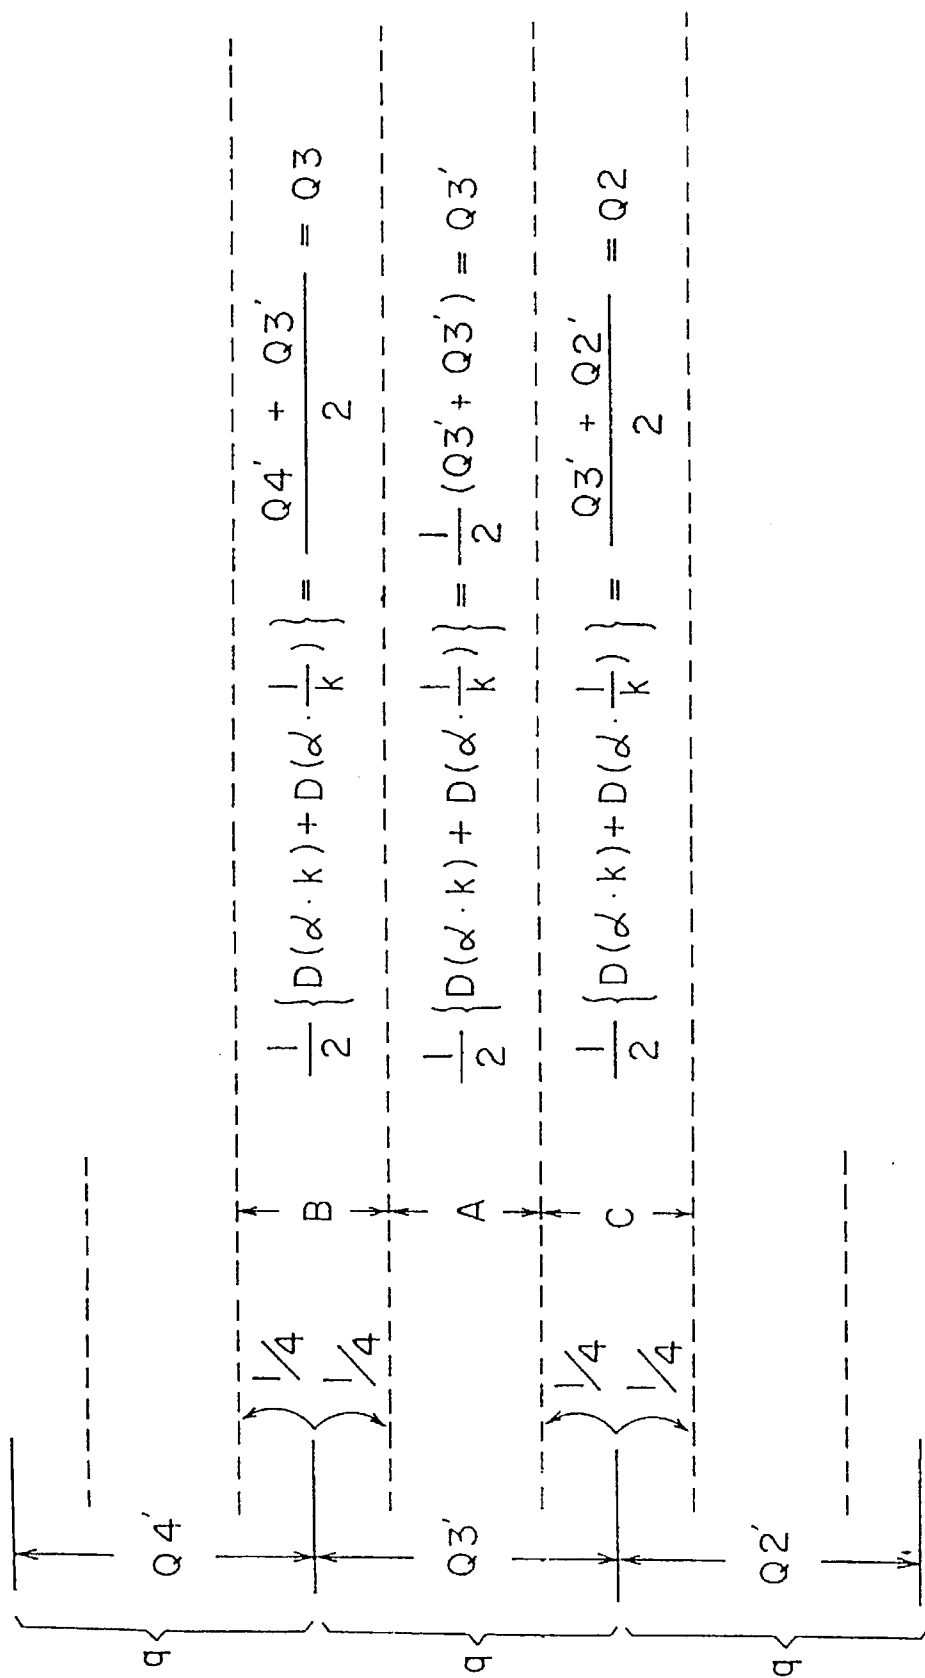 q Q4′
1/4
1/4
B 1/2 {D(α·k)+D(α·1/k)} = (Q4′ + Q3′)/2 = Q3
q Q3′
A 1/2 {D(α·k)+D(α·1/k)} = 1/2 (Q3′+Q3′) = Q3′
1/4
1/4
C 1/2 {D(α·k)+D(α·1/k)} = (Q3′ + Q2′)/2 = Q2
q Q2′